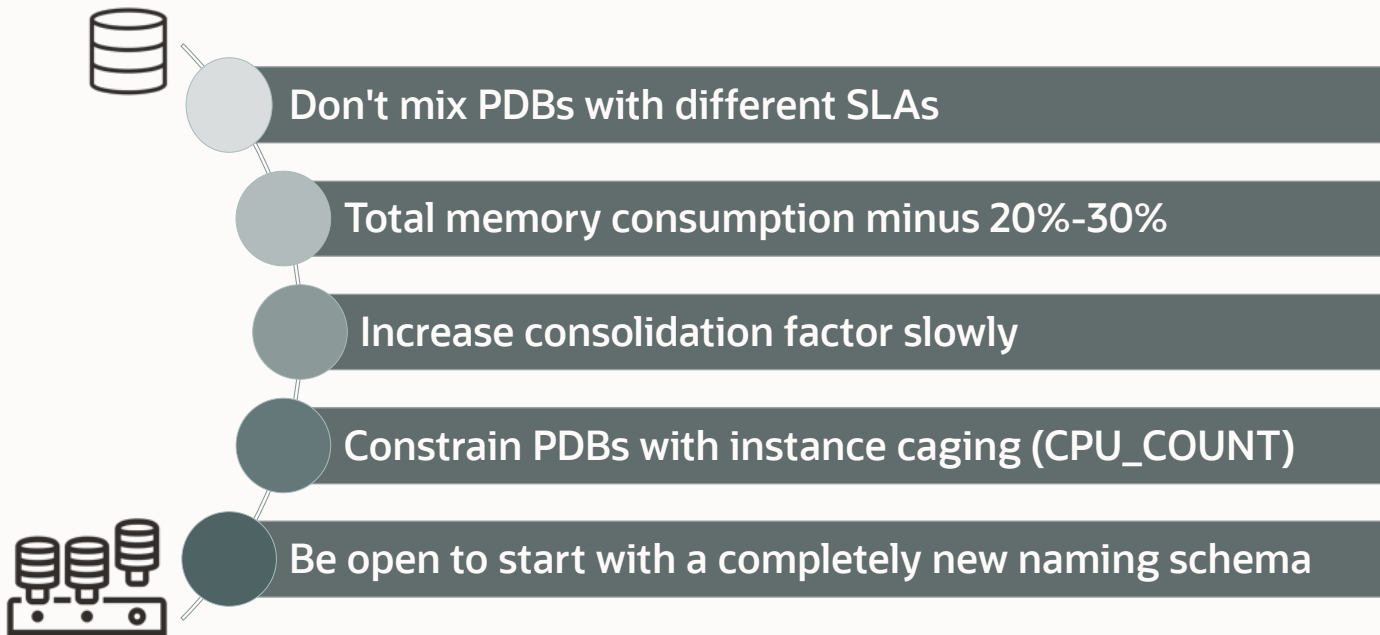 Don't mix PDBs with different SLAs
Total memory consumption minus 20%-30%
Increase consolidation factor slowly
Constrain PDBs with instance caging (CPU_COUNT)
Be open to start with a completely new naming schema